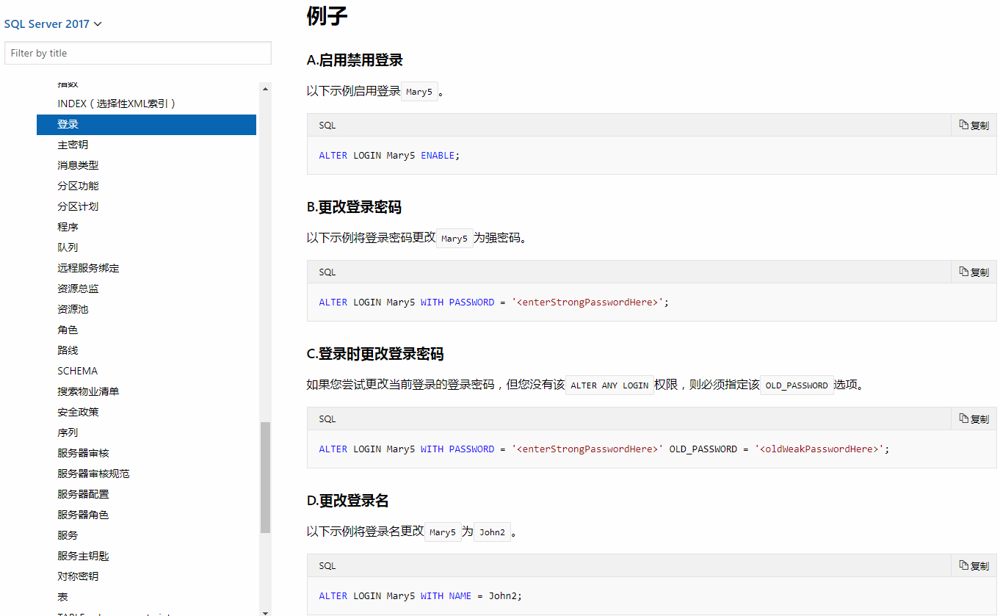 SQL Server 2017
Filter by title
指数
INDEX（选择性XML索引）
登录
主密钥
消息类型
分区功能
分区计划
程序
队列
远程服务绑定
资源总监
资源池
角色
路线
SCHEMA
搜索物业清单
安全政策
序列
服务器审核
服务器审核规范
服务器配置
服务器角色
服务
服务主钥匙
对称密钥
表
例子
A.启用禁用登录
以下示例启用登录 Mary5 。
SQL 复制
ALTER LOGIN Mary5 ENABLE;
B.更改登录密码
以下示例将登录密码更改 Mary5 为强密码。
SQL 复制
ALTER LOGIN Mary5 WITH PASSWORD = '<enterStrongPasswordHere>';
C.登录时更改登录密码
如果您尝试更改当前登录的登录密码，但您没有该 ALTER ANY LOGIN 权限，则必须指定该 OLD_PASSWORD 选项。
SQL 复制
ALTER LOGIN Mary5 WITH PASSWORD = '<enterStrongPasswordHere>' OLD_PASSWORD = '<oldWeakPasswordHere>';
D.更改登录名
以下示例将登录名更改 Mary5 为 John2 。
SQL 复制
ALTER LOGIN Mary5 WITH NAME = John2;